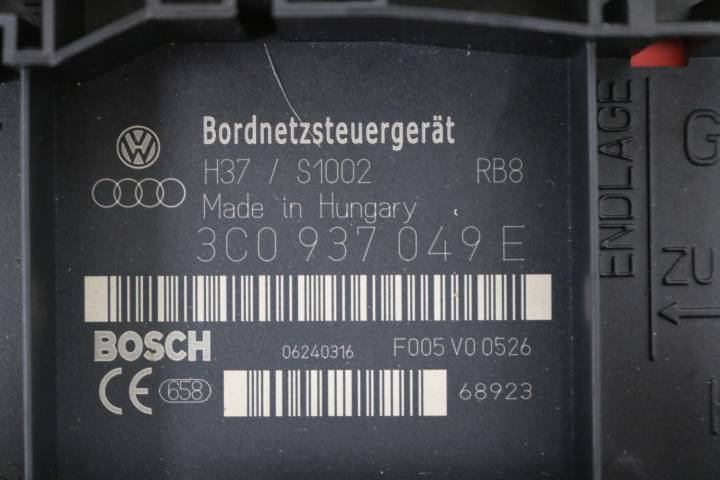 Bordnetzsteuergerät
H37 / S1002 RB8
Made in Hungary
3C0 937 049 E
BOSCH 06240316 F005 V0 0526
CE 658 68923
ENDLAGE
G
ZU